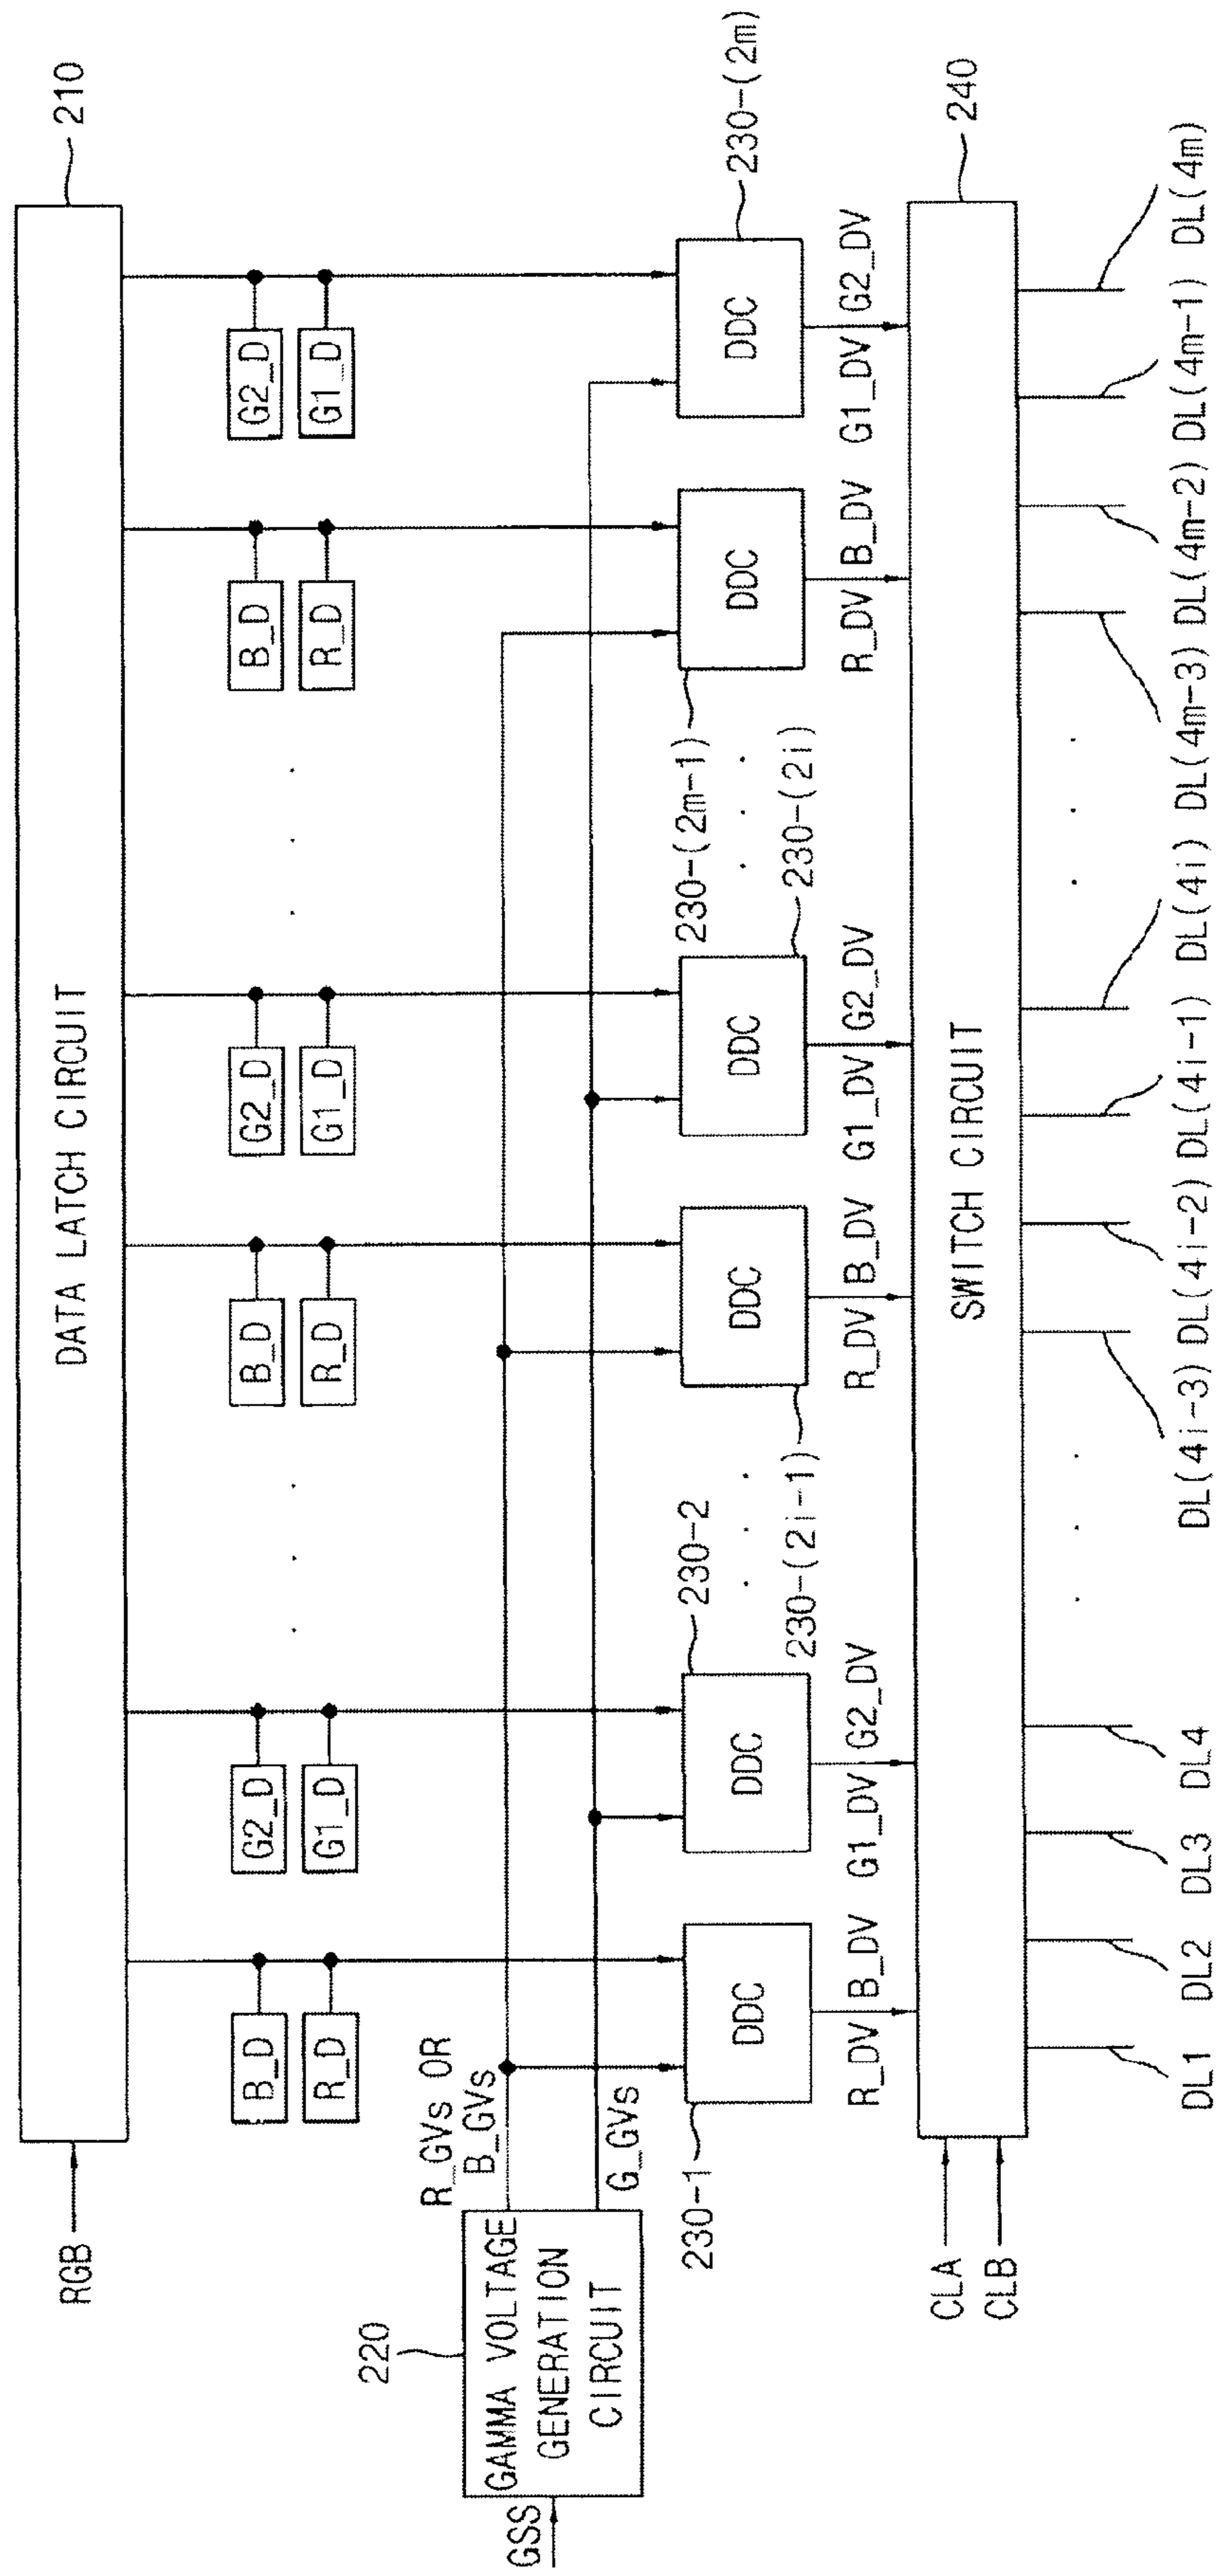 RGB
DATA LATCH CIRCUIT
210
B_D
R_D
G2_D
G1_D
B_D
R_D
G2_D
G1_D
B_D
R_D
G2_D
G1_D
GSS
220
GAMMA VOLTAGE
GENERATION
CIRCUIT
R_GVs OR
B_GVs
G_GVs
230-1
DDC
230-2
DDC
230-(2i-1)
DDC
230-(2i)
DDC
230-(2m-1)
DDC
230-(2m)
DDC
R_DV B_DV
G1_DV G2_DV
R_DV B_DV
G1_DV G2_DV
R_DV B_DV
G1_DV G2_DV
CLA
CLB
SWITCH CIRCUIT
240
DL1 DL2 DL3 DL4
DL(4i-3) DL(4i-2) DL(4i-1) DL(4i)
DL(4m-3) DL(4m-2) DL(4m-1) DL(4m)